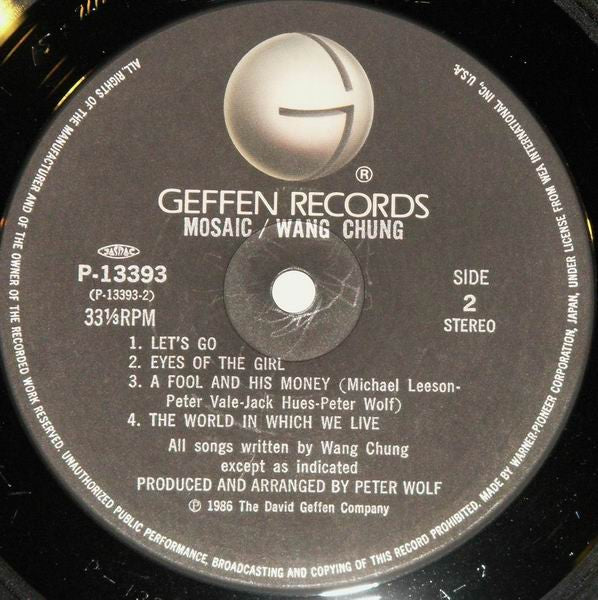 G
®
GEFFEN RECORDS
MOSAIC / WANG CHUNG
JASRAC
P-13393
(P-13393-2)
33⅓RPM
SIDE
2
STEREO
1. LET'S GO
2. EYES OF THE GIRL
3. A FOOL AND HIS MONEY (Michael Leeson-
Peter Vale-Jack Hues-Peter Wolf)
4. THE WORLD IN WHICH WE LIVE
All songs written by Wang Chung
except as indicated
PRODUCED AND ARRANGED BY PETER WOLF
℗ 1986 The David Geffen Company
ALL RIGHTS OF THE MANUFACTURER AND OF THE OWNER OF THE RECORDED WORK RESERVED. UNAUTHORIZED PUBLIC PERFORMANCE, BROADCASTING AND COPYING OF THIS RECORD PROHIBITED. MADE BY WARNER-PIONEER CORPORATION, JAPAN, UNDER LICENSE FROM WEA INTERNATIONAL INC, U.S.A.